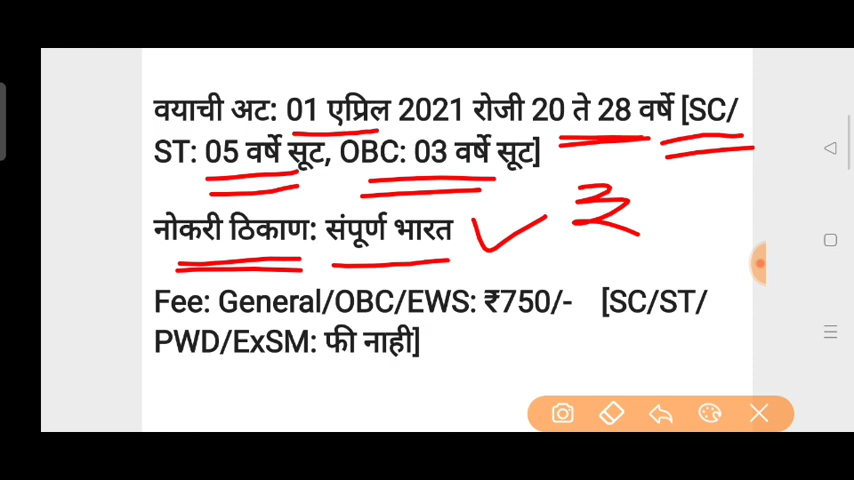 वयाची अट: 01 एप्रिल 2021 रोजी 20 ते 28 वर्षे [SC/
ST: 05 वर्षे सूट, OBC: 03 वर्षे सूट]
नोकरी ठिकाण: संपूर्ण भारत
३
Fee: General/OBC/EWS: ₹750/- [SC/ST/
PWD/ExSM: फी नाही]